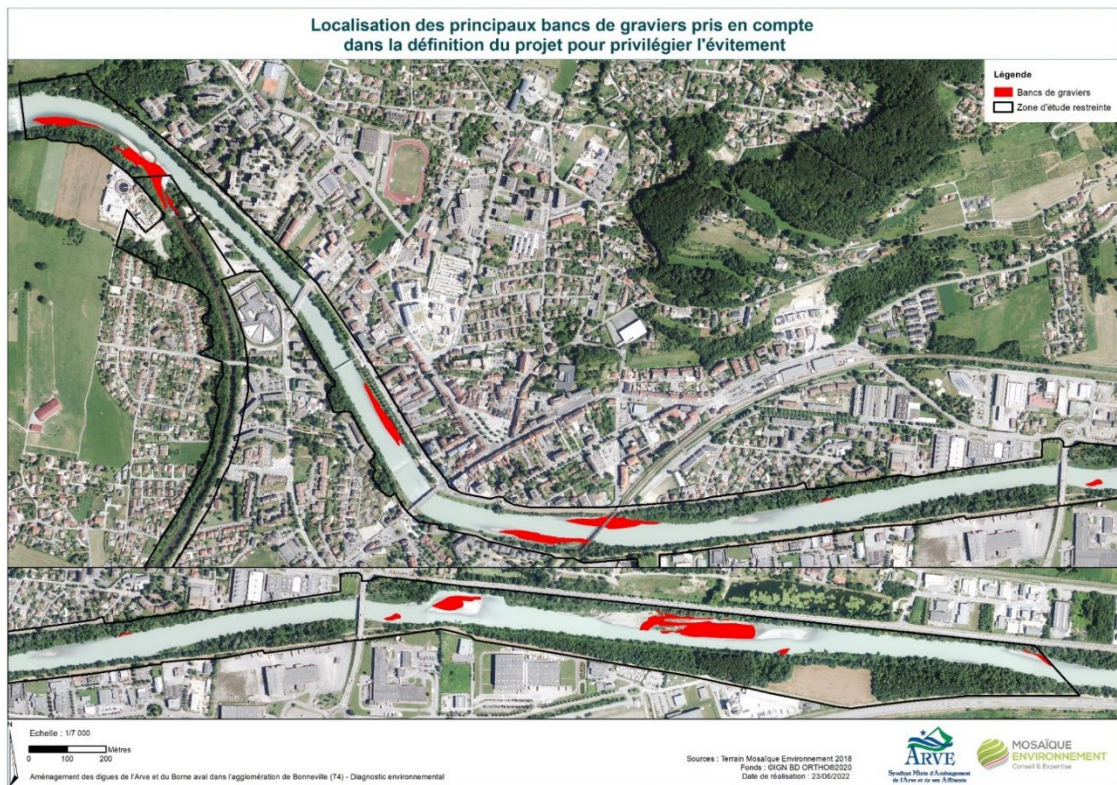 Localisation des principaux bancs de graviers pris en compte
dans la définition du projet pour privilégier l'évitement
Légende
Bancs de graviers
Zone d'étude restreinte
N
Echelle : 1/7 000
Mètres
0 100 200
Aménagement des digues de l'Arve et du Borne aval dans l'agglomération de Bonneville (74) - Diagnostic environnemental
Sources : Terrain Mosaïque Environnement 2018
Fonds : ©IGN BD ORTHO®2020
Date de réalisation : 23/06/2022
ARVE
Syndicat Mixte d'Aménagement
de l'Arve et de ses Affluents
MOSAÏQUE
ENVIRONNEMENT
Conseil & Expertise